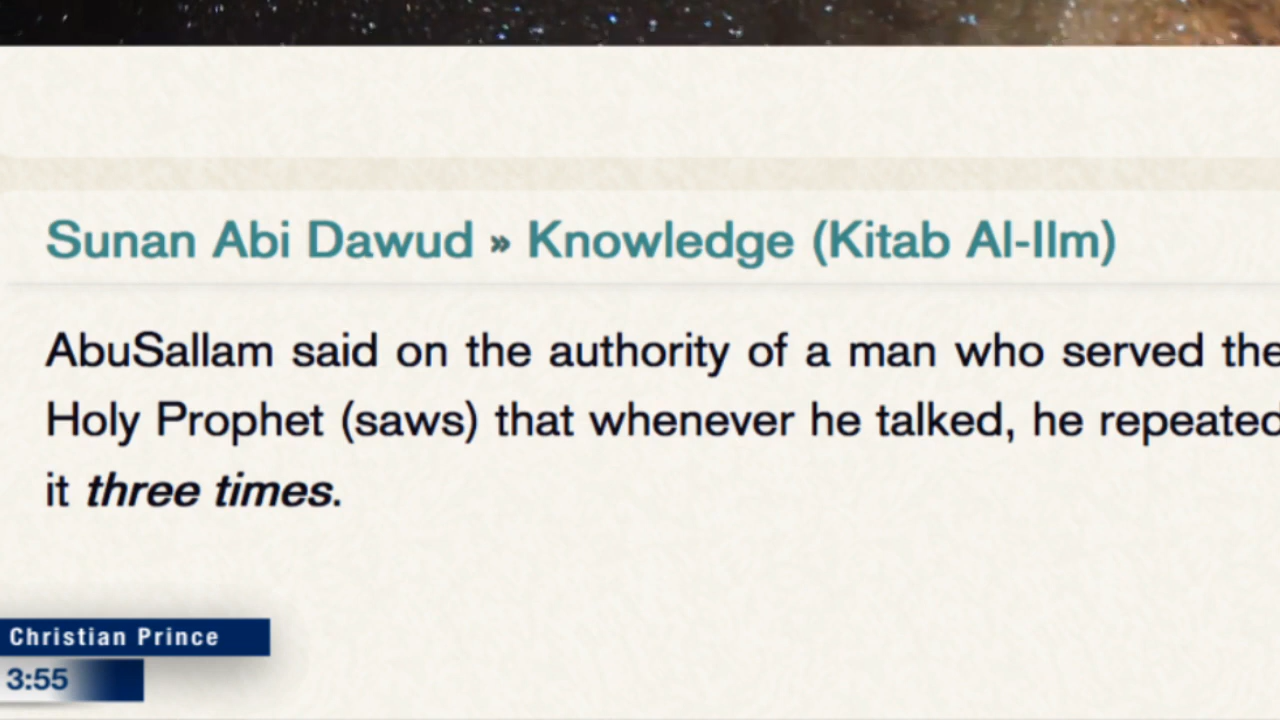 Sunan Abi Dawud » Knowledge (Kitab Al-Ilm)
AbuSallam said on the authority of a man who served the
Holy Prophet (saws) that whenever he talked, he repeated
it three times.
Christian Prince
3:55